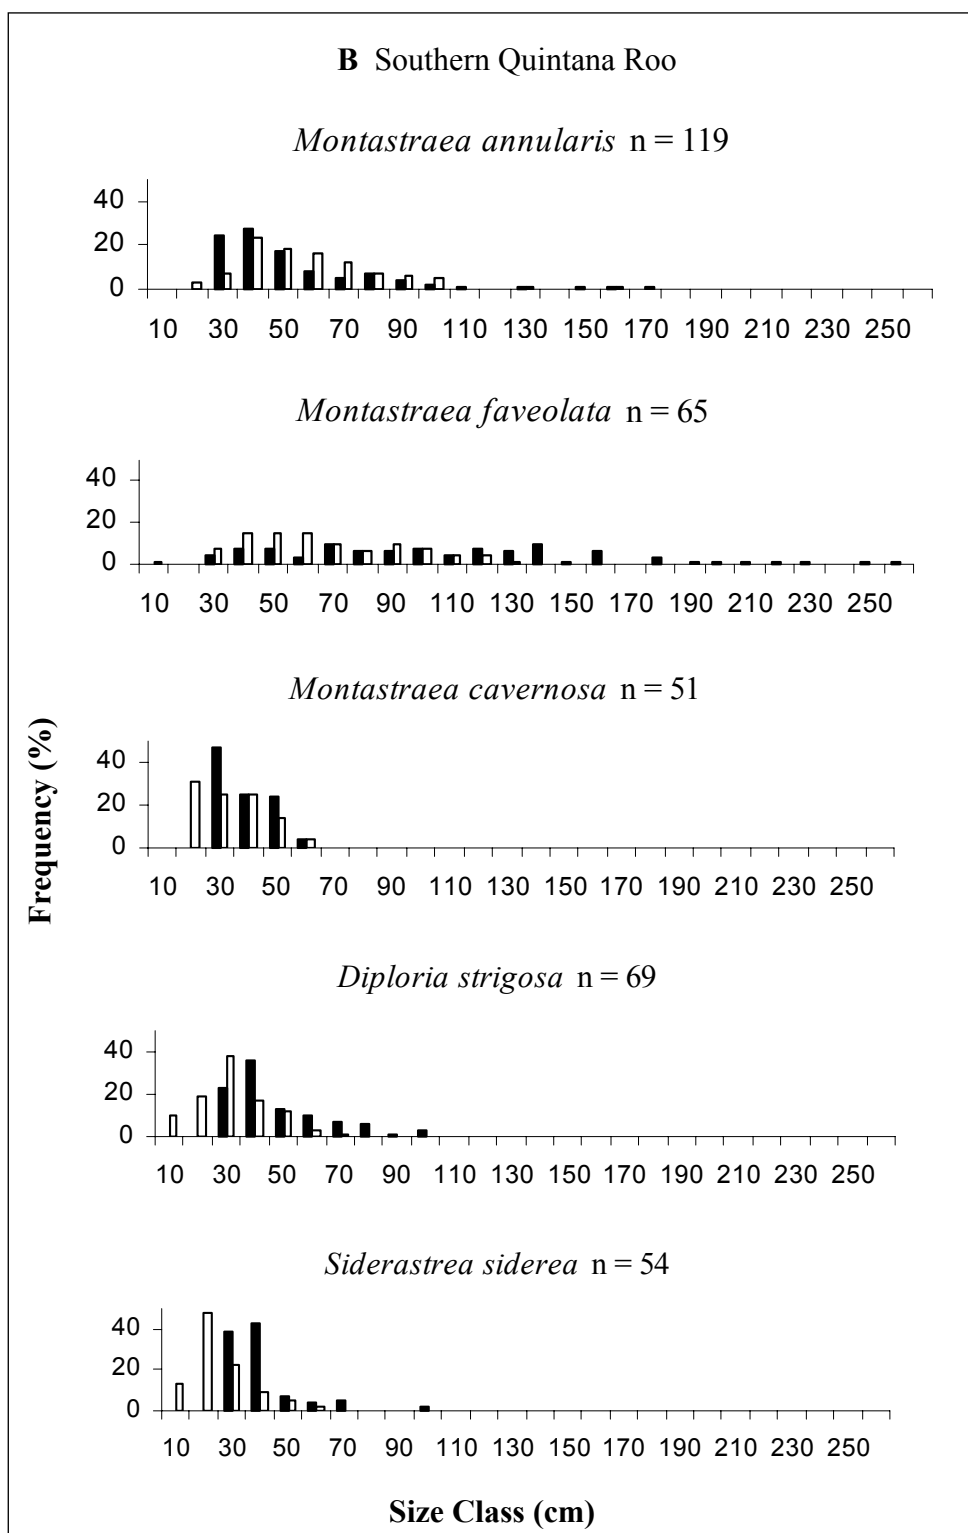 B Southern Quintana Roo
Montastraea annularis n = 119
40
20
0
10 30 50 70 90 110 130 150 170 190 210 230 250
Montastraea faveolata n = 65
40
20
0
10 30 50 70 90 110 130 150 170 190 210 230 250
Montastraea cavernosa n = 51
40
20
0
10 30 50 70 90 110 130 150 170 190 210 230 250
Diploria strigosa n = 69
40
20
0
10 30 50 70 90 110 130 150 170 190 210 230 250
Siderastrea siderea n = 54
40
20
0
10 30 50 70 90 110 130 150 170 190 210 230 250
Frequency (%)
Size Class (cm)